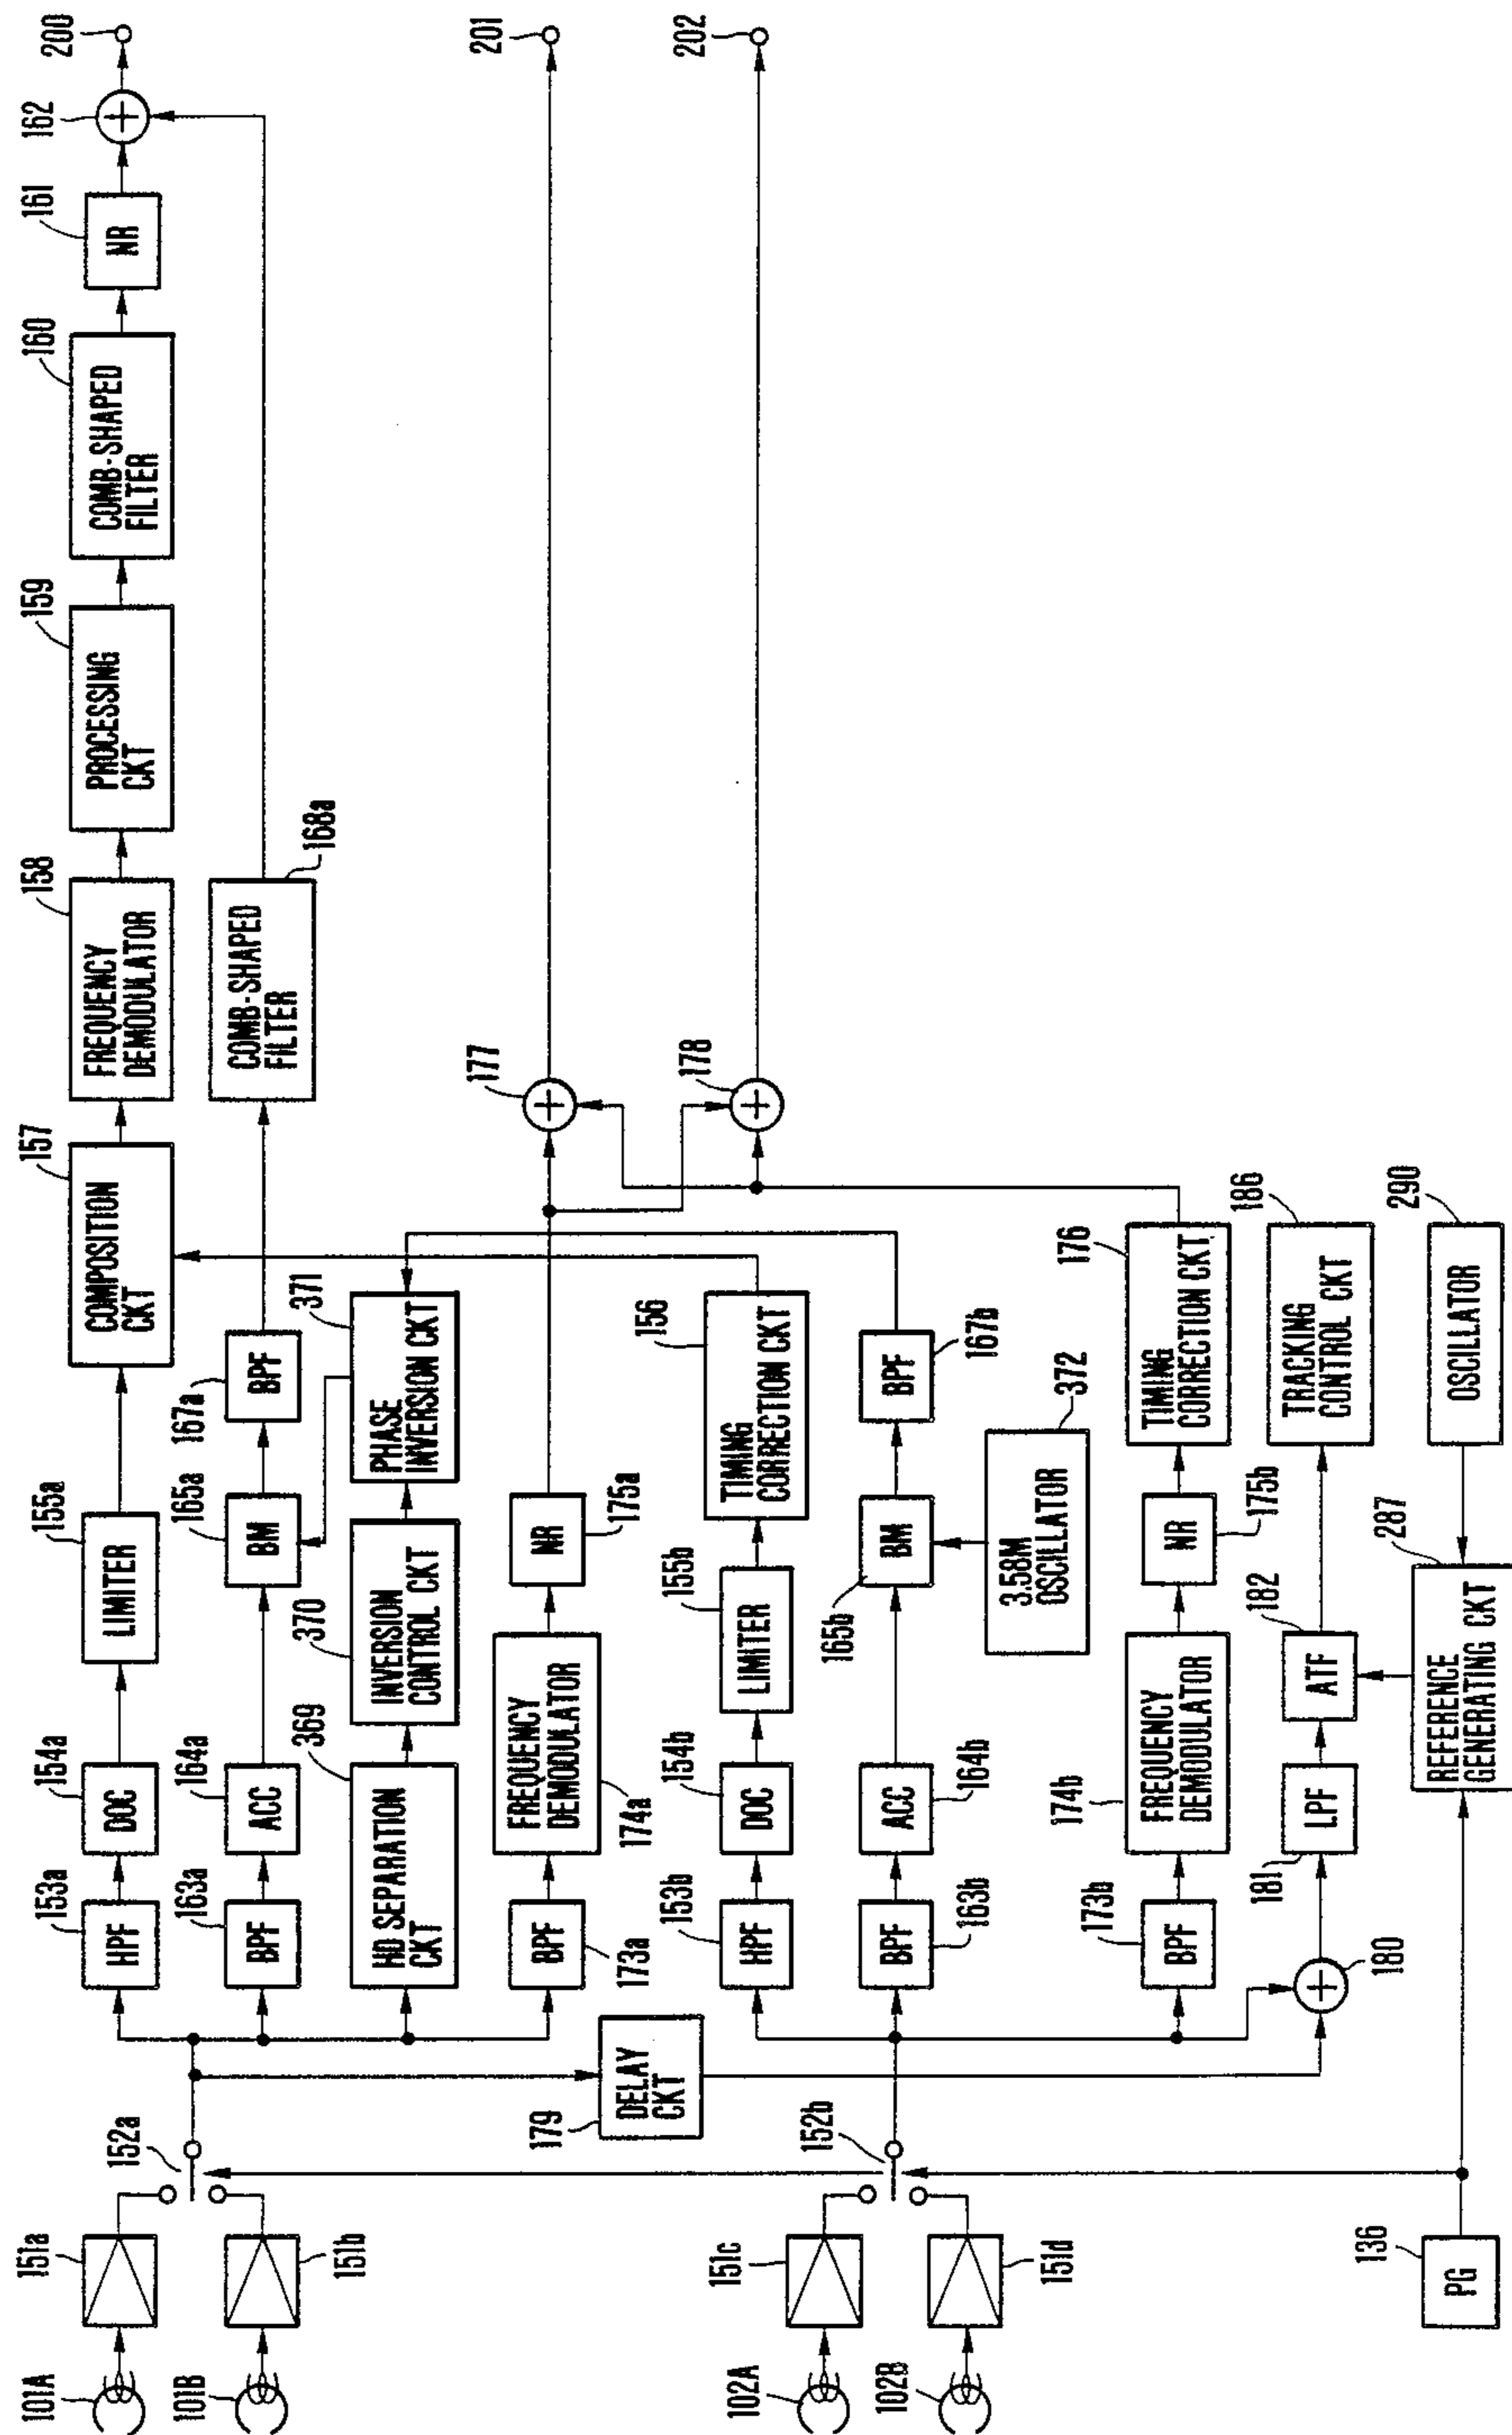 101A
151a
152a
153a
HPF
154a
DOC
155a
LIMITER
157
COMPOSITION
CKT
158
FREQUENCY
DEMODULATOR
159
PROCESSING
CKT
160
COMB-SHAPED
FILTER
161
NR
162
200
101B
151b
163a
BPF
164a
ACC
165a
BM
167a
BPF
168a
COMB-SHAPED
FILTER
369
HD SEPARATION
CKT
370
INVERSION
CONTROL CKT
371
PHASE
INVERSION CKT
BPF
173a
FREQUENCY
DEMODULATOR
174a
NR
175a
177
201
179
DELAY
CKT
102A
151c
152b
153b
HPF
154b
DOC
155b
LIMITER
156
TIMING
CORRECTION CKT
178
202
102B
151d
BPF
163b
ACC
164b
165b
BM
BPF
167b
3.58M
OSCILLATOR
372
173b
BPF
174b
FREQUENCY
DEMODULATOR
NR
175b
TIMING
CORRECTION CKT
176
180
181
LPF
ATF
182
TRACKING
CONTROL CKT
186
136
PG
REFERENCE
GENERATING CKT
287
OSCILLATOR
290